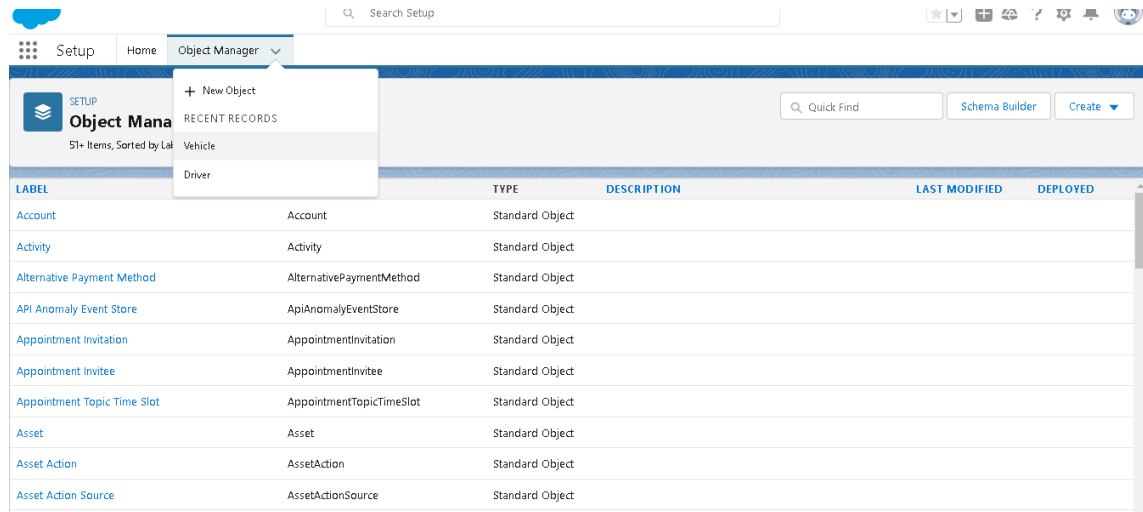 Search Setup
Setup Home Object Manager
New Object
RECENT RECORDS
Vehicle
Driver
SETUP
Object Mana
51+ Items, Sorted by Lab
Quick Find
Schema Builder
Create
LABEL TYPE DESCRIPTION LAST MODIFIED DEPLOYED
Account Account Standard Object
Activity Activity Standard Object
Alternative Payment Method AlternativePaymentMethod Standard Object
API Anomaly Event Store ApiAnomalyEventStore Standard Object
Appointment Invitation AppointmentInvitation Standard Object
Appointment Invitee AppointmentInvitee Standard Object
Appointment Topic Time Slot AppointmentTopicTimeSlot Standard Object
Asset Asset Standard Object
Asset Action AssetAction Standard Object
Asset Action Source AssetActionSource Standard Object